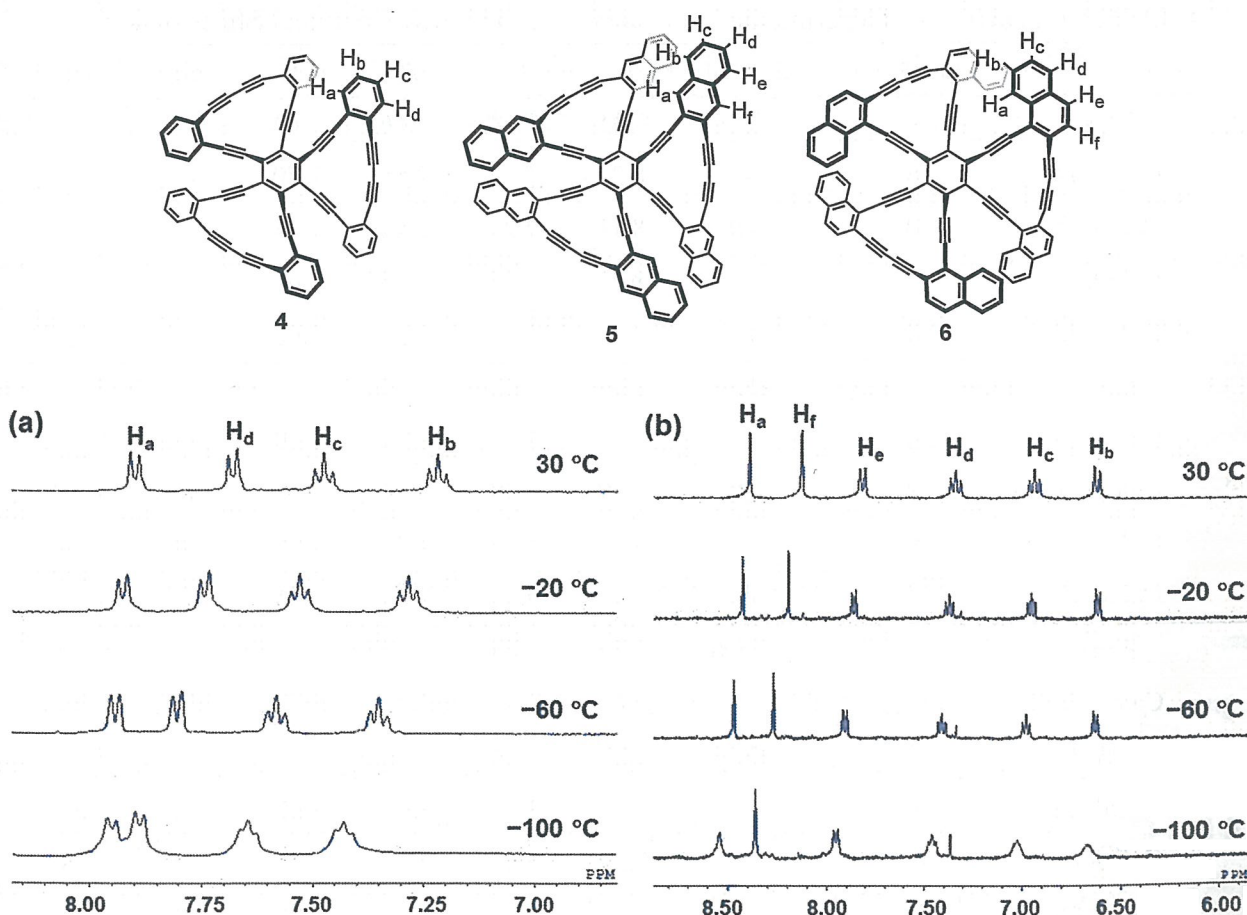 Hb
Hc
Ha
Hd
4
Hc
Hd
Hb
He
Ha
Hf
5
Hc
Hb
Hd
Ha
He
Hf
6
(a)
Ha Hd Hc Hb
30 °C
−20 °C
−60 °C
−100 °C
PPM
8.00 7.75 7.50 7.25 7.00
(b)
Ha Hf He Hd Hc Hb
30 °C
−20 °C
−60 °C
−100 °C
PPM
8.50 8.00 7.50 7.00 6.50 6.00